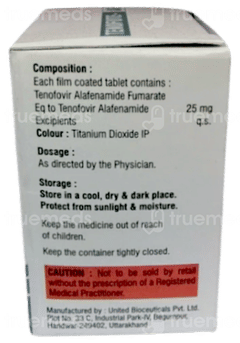 Composition :
Each film coated tablet contains :
Tenofovir Alafenamide Fumarate
Eq to Tenofovir Alafenamide 25 mg
Excipients q.s.
Colour : Titanium Dioxide IP
Dosage :
As directed by the Physician.
Storage :
Store in a cool, dry & dark place.
Protect from sunlight & moisture.
Keep the medicine out of reach
of children.
Keep the container tightly closed.
CAUTION : Not to be sold by retail
without the prescription of a Registered
Medical Practitioner.
Manufactured by : United Bioceuticals Pvt. Ltd.
Plot No. 23 C, Industrial Park-IV, Begumpur,
Haridwar-249402, Uttarakhand
truemeds
truemeds
truemeds